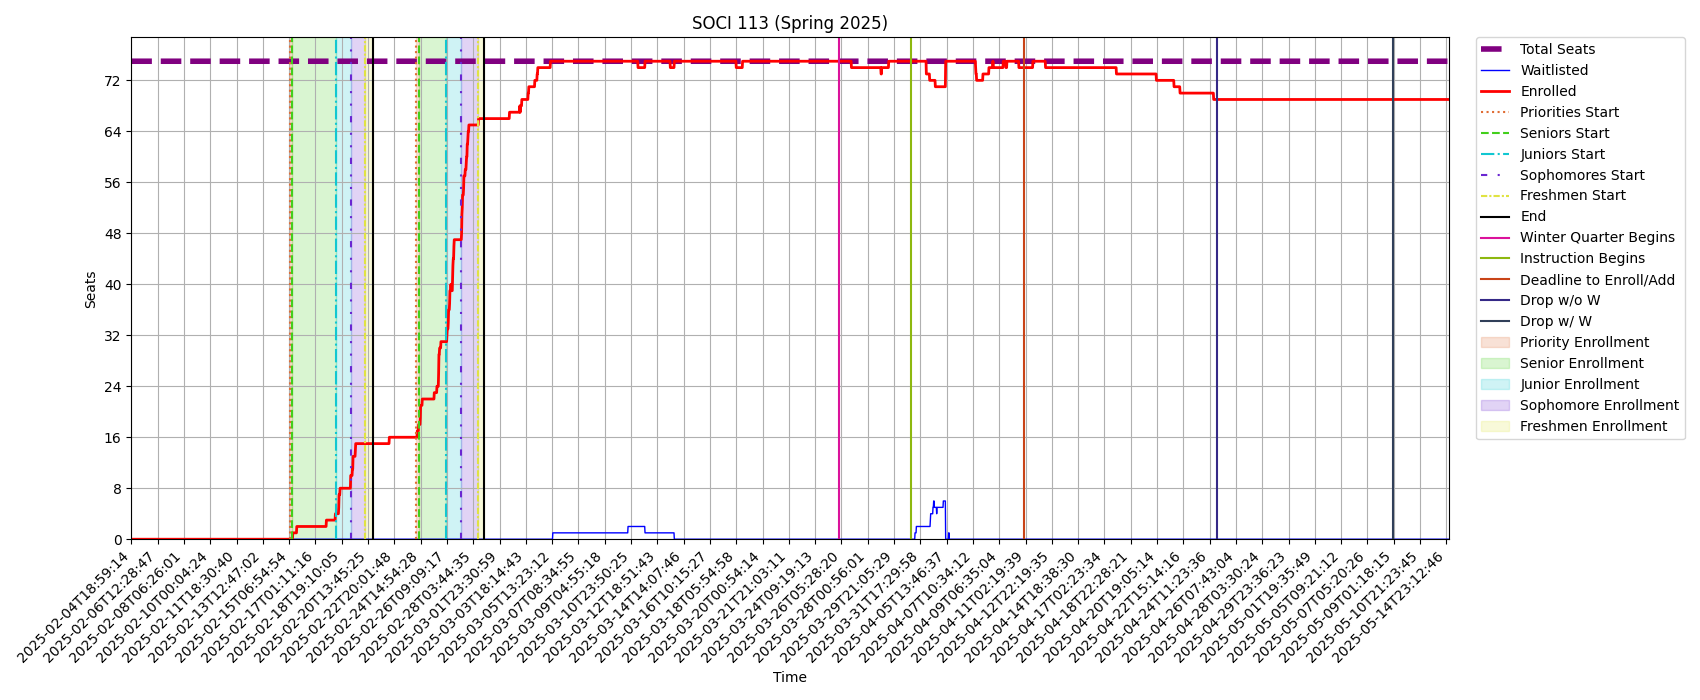 SOCI 113 (Spring 2025)
Seats
72
64
56
48
40
32
24
16
8
0
2025-02-04T18:59:14
2025-02-06T12:28:47
2025-02-08T06:26:01
2025-02-10T00:04:24
2025-02-11T18:30:40
2025-02-13T12:47:02
2025-02-15T06:54:54
2025-02-17T01:11:16
2025-02-18T19:10:05
2025-02-20T13:45:25
2025-02-22T07:01:48
2025-02-24T14:54:28
2025-02-26T09:09:17
2025-02-28T03:44:35
2025-03-01T23:30:59
2025-03-03T18:14:43
2025-03-05T13:23:12
2025-03-07T08:34:55
2025-03-09T04:55:18
2025-03-10T23:50:25
2025-03-12T18:51:43
2025-03-14T14:07:46
2025-03-16T10:15:27
2025-03-18T05:54:58
2025-03-20T00:54:14
2025-03-21T21:03:11
2025-03-24T09:19:13
2025-03-26T05:28:20
2025-03-28T00:56:01
2025-03-29T21:05:29
2025-03-31T17:29:58
2025-04-05T13:46:37
2025-04-07T10:34:12
2025-04-09T06:35:04
2025-04-11T02:19:39
2025-04-12T22:19:35
2025-04-14T18:38:30
2025-04-17T02:23:34
2025-04-18T22:28:21
2025-04-20T19:05:14
2025-04-22T15:14:16
2025-04-24T11:23:36
2025-04-26T07:43:04
2025-04-28T03:30:24
2025-04-29T23:36:23
2025-05-01T19:35:49
2025-05-05T09:21:12
2025-05-07T05:20:26
2025-05-09T01:18:15
2025-05-10T21:23:45
2025-05-14T23:12:46
Time
Total Seats
Waitlisted
Enrolled
Priorities Start
Seniors Start
Juniors Start
Sophomores Start
Freshmen Start
End
Winter Quarter Begins
Instruction Begins
Deadline to Enroll/Add
Drop w/o W
Drop w/ W
Priority Enrollment
Senior Enrollment
Junior Enrollment
Sophomore Enrollment
Freshmen Enrollment